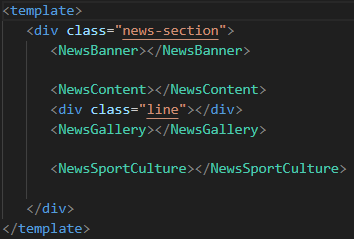 <template>
<div class="news-section">
<NewsBanner></NewsBanner>
<NewsContent></NewsContent>
<div class="line"></div>
<NewsGallery></NewsGallery>
<NewsSportCulture></NewsSportCulture>
</div>
</template>